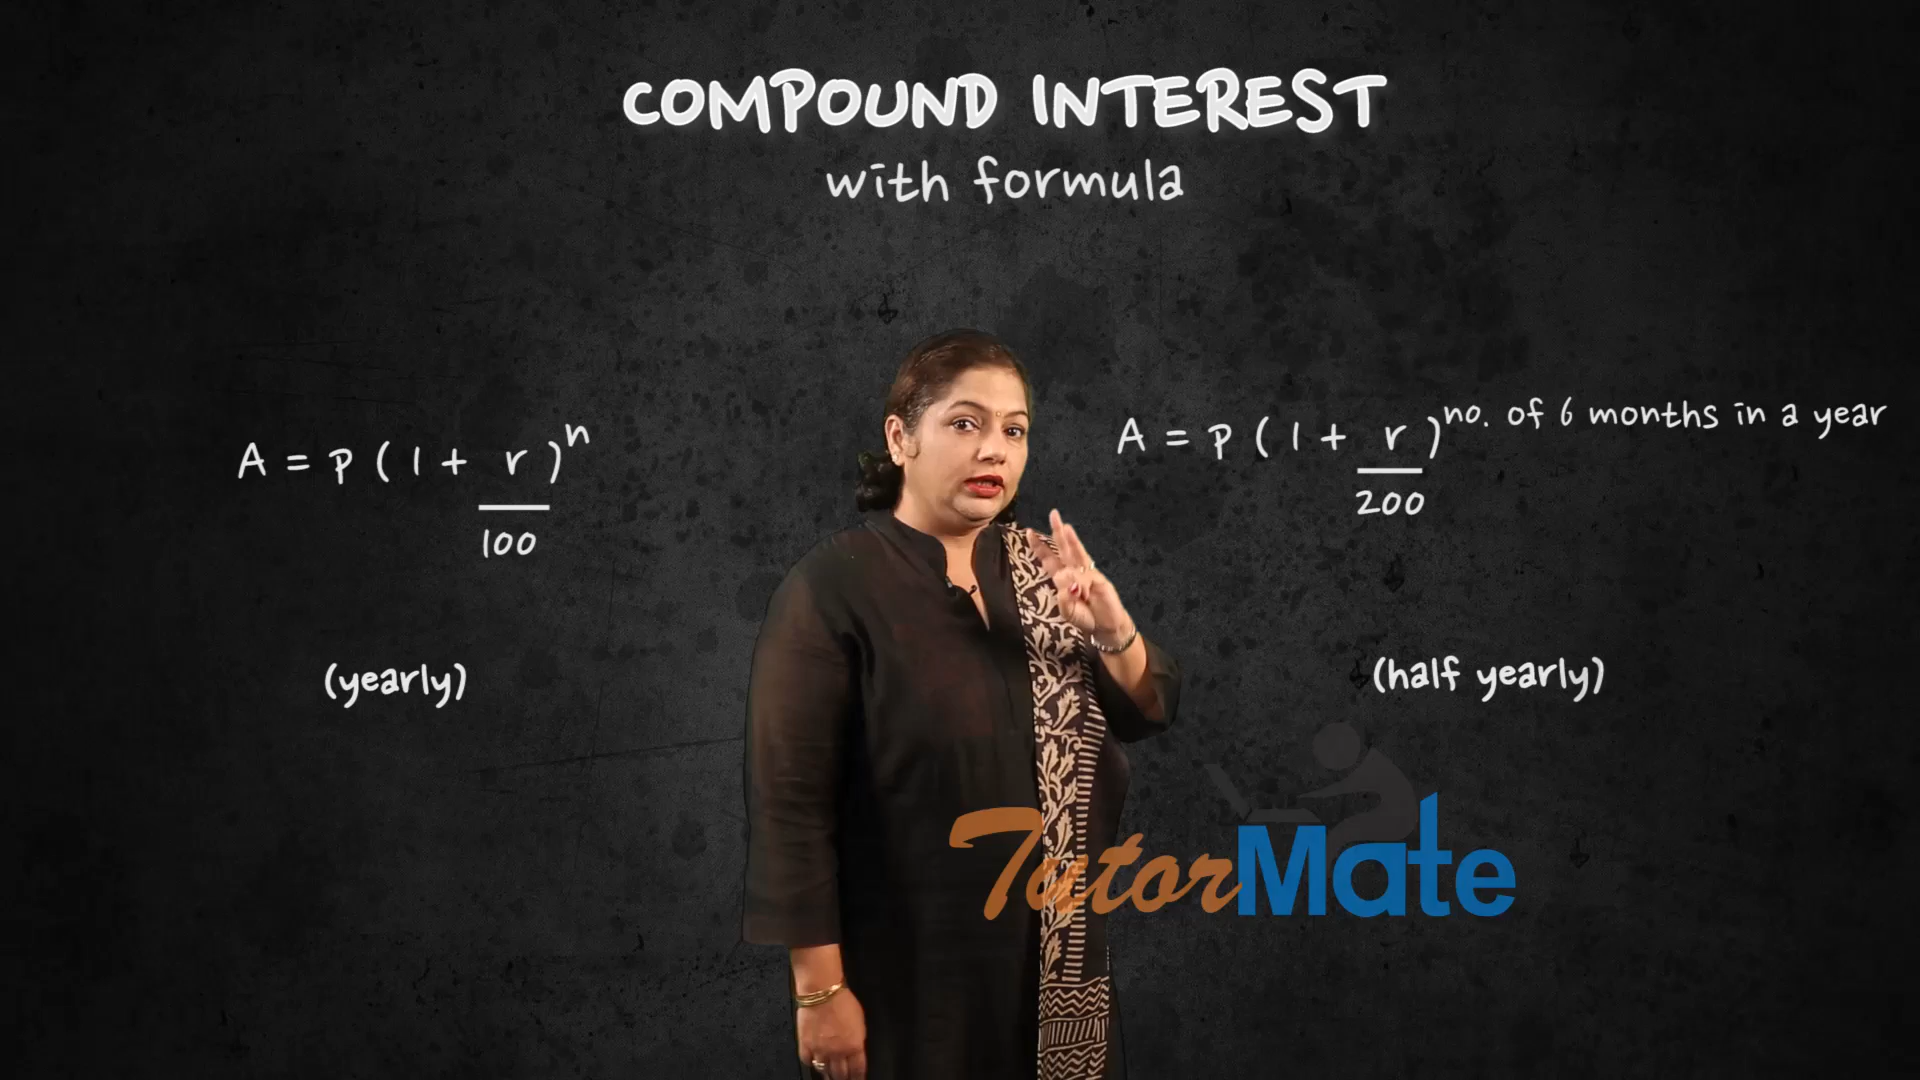 COMPOUND INTEREST
with formula
A = p ( 1 + r/100 )^n
(yearly)
A = p ( 1 + r/200 )^no. of 6 months in a year
(half yearly)
TutorMate